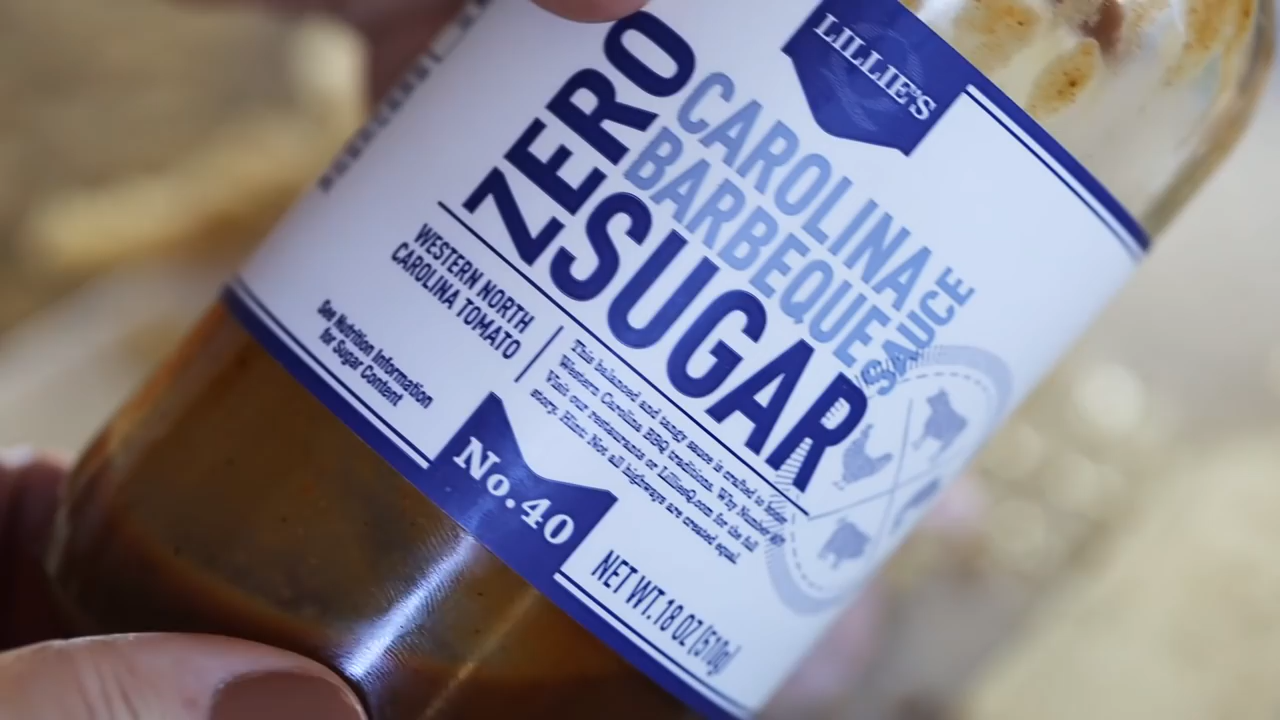 LILLIE'S
ZERO
CAROLINA
BARBEQUE
SAUCE
SUGAR
WESTERN NORTH
CAROLINA TOMATO
See Nutrition Information
for Sugar Content
This balanced and tangy sauce is crafted to
Western Carolina BBQ tradition. Why Number 40?
Visit our restaurants or LilliesQ.com for the full
story. Hint: Not all highways are created equal.
No.40
NET WT. 18 OZ (510g)